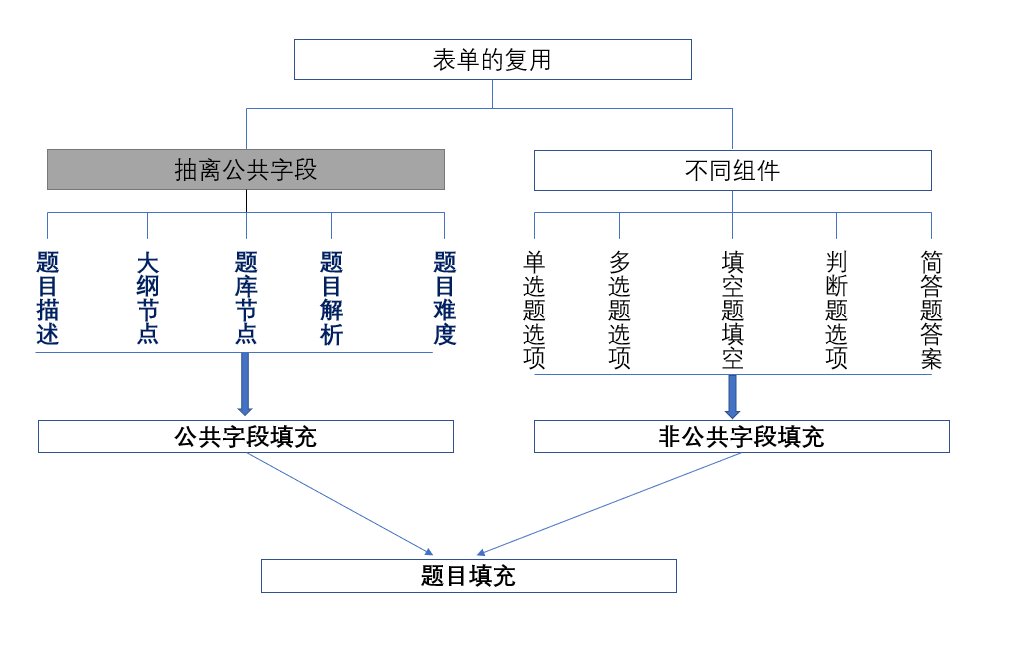 表单的复用
抽离公共字段
不同组件
题目描述
大纲节点
题库节点
题目解析
题目难度
单选题选项
多选题选项
填空题填空
判断题选项
简答题答案
公共字段填充
非公共字段填充
题目填充